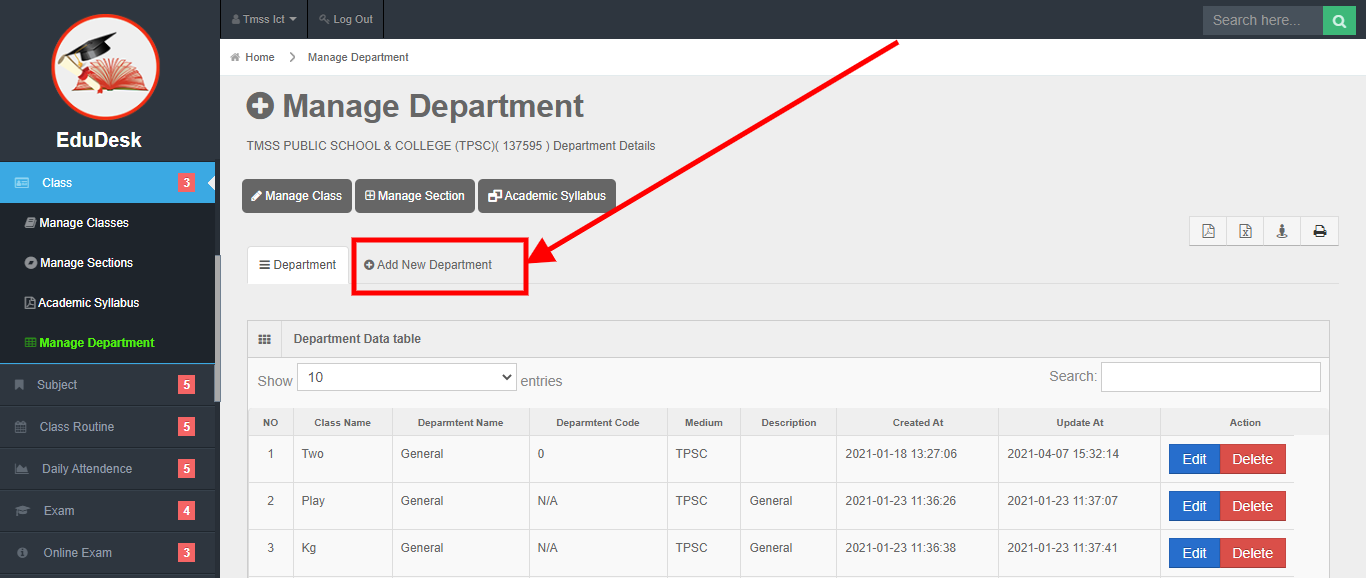 Tmss Ict
Log Out
Search here...
EduDesk
Home
Manage Department
Manage Department
TMSS PUBLIC SCHOOL & COLLEGE (TPSC)( 137595 ) Department Details
Class 3
Manage Classes
Manage Sections
Academic Syllabus
Manage Department
Subject 5
Class Routine 5
Daily Attendence 5
Exam 4
Online Exam 3
Manage Class
Manage Section
Academic Syllabus
Department
Add New Department
Department Data table
Show 10 entries
Search:
NO Class Name Deparmtent Name Deparmtent Code Medium Description Created At Update At Action
1 Two General 0 TPSC 2021-01-18 13:27:06 2021-04-07 15:32:14 Edit Delete
2 Play General N/A TPSC General 2021-01-23 11:36:26 2021-01-23 11:37:07 Edit Delete
3 Kg General N/A TPSC General 2021-01-23 11:36:38 2021-01-23 11:37:41 Edit Delete